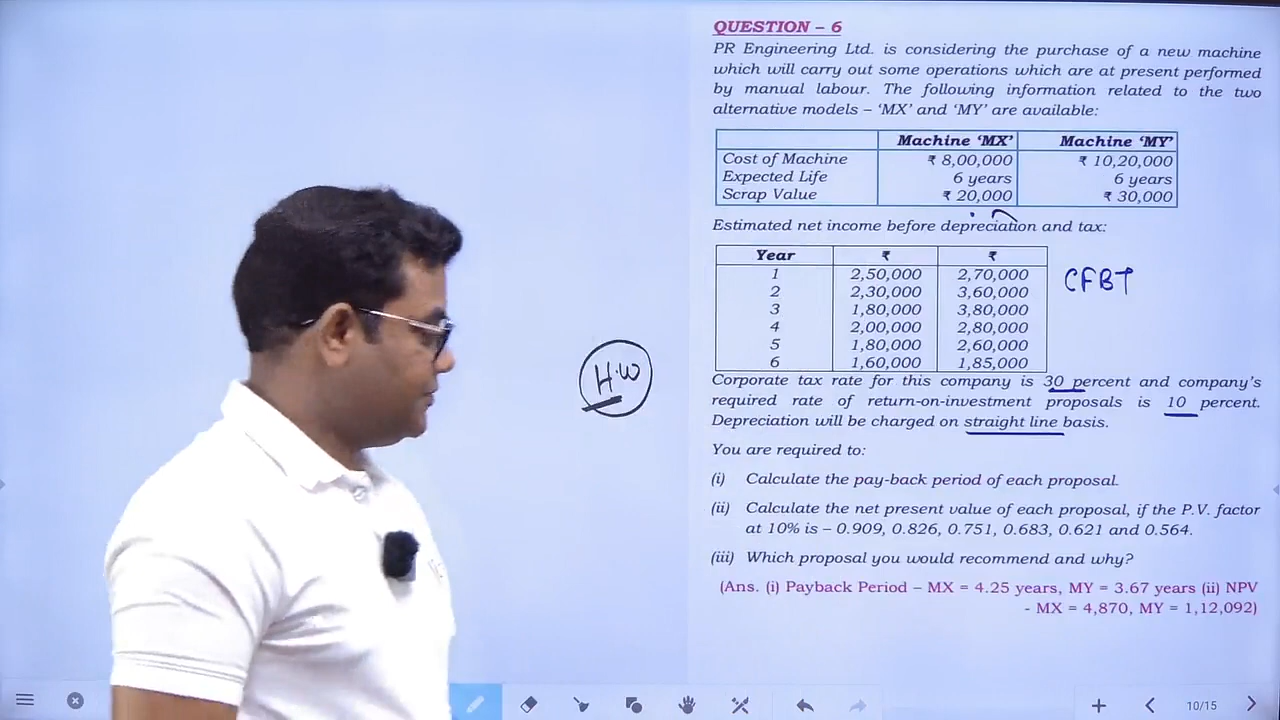 QUESTION – 6
PR Engineering Ltd. is considering the purchase of a new machine
which will carry out some operations which are at present performed
by manual labour. The following information related to the two
alternative models – ‘MX’ and ‘MY’ are available:
Machine ‘MX’ Machine ‘MY’
Cost of Machine ₹ 8,00,000 ₹ 10,20,000
Expected Life 6 years 6 years
Scrap Value ₹ 20,000 ₹ 30,000
Estimated net income before depreciation and tax:
Year ₹ ₹
1 2,50,000 2,70,000
2 2,30,000 3,60,000
3 1,80,000 3,80,000
4 2,00,000 2,80,000
5 1,80,000 2,60,000
6 1,60,000 1,85,000
CFBT
H.W
Corporate tax rate for this company is 30 percent and company’s
required rate of return-on-investment proposals is 10 percent.
Depreciation will be charged on straight line basis.
You are required to:
(i) Calculate the pay-back period of each proposal.
(ii) Calculate the net present value of each proposal, if the P.V. factor
at 10% is – 0.909, 0.826, 0.751, 0.683, 0.621 and 0.564.
(iii) Which proposal you would recommend and why?
(Ans. (i) Payback Period – MX = 4.25 years, MY = 3.67 years (ii) NPV
- MX = 4,870, MY = 1,12,092)
10/15